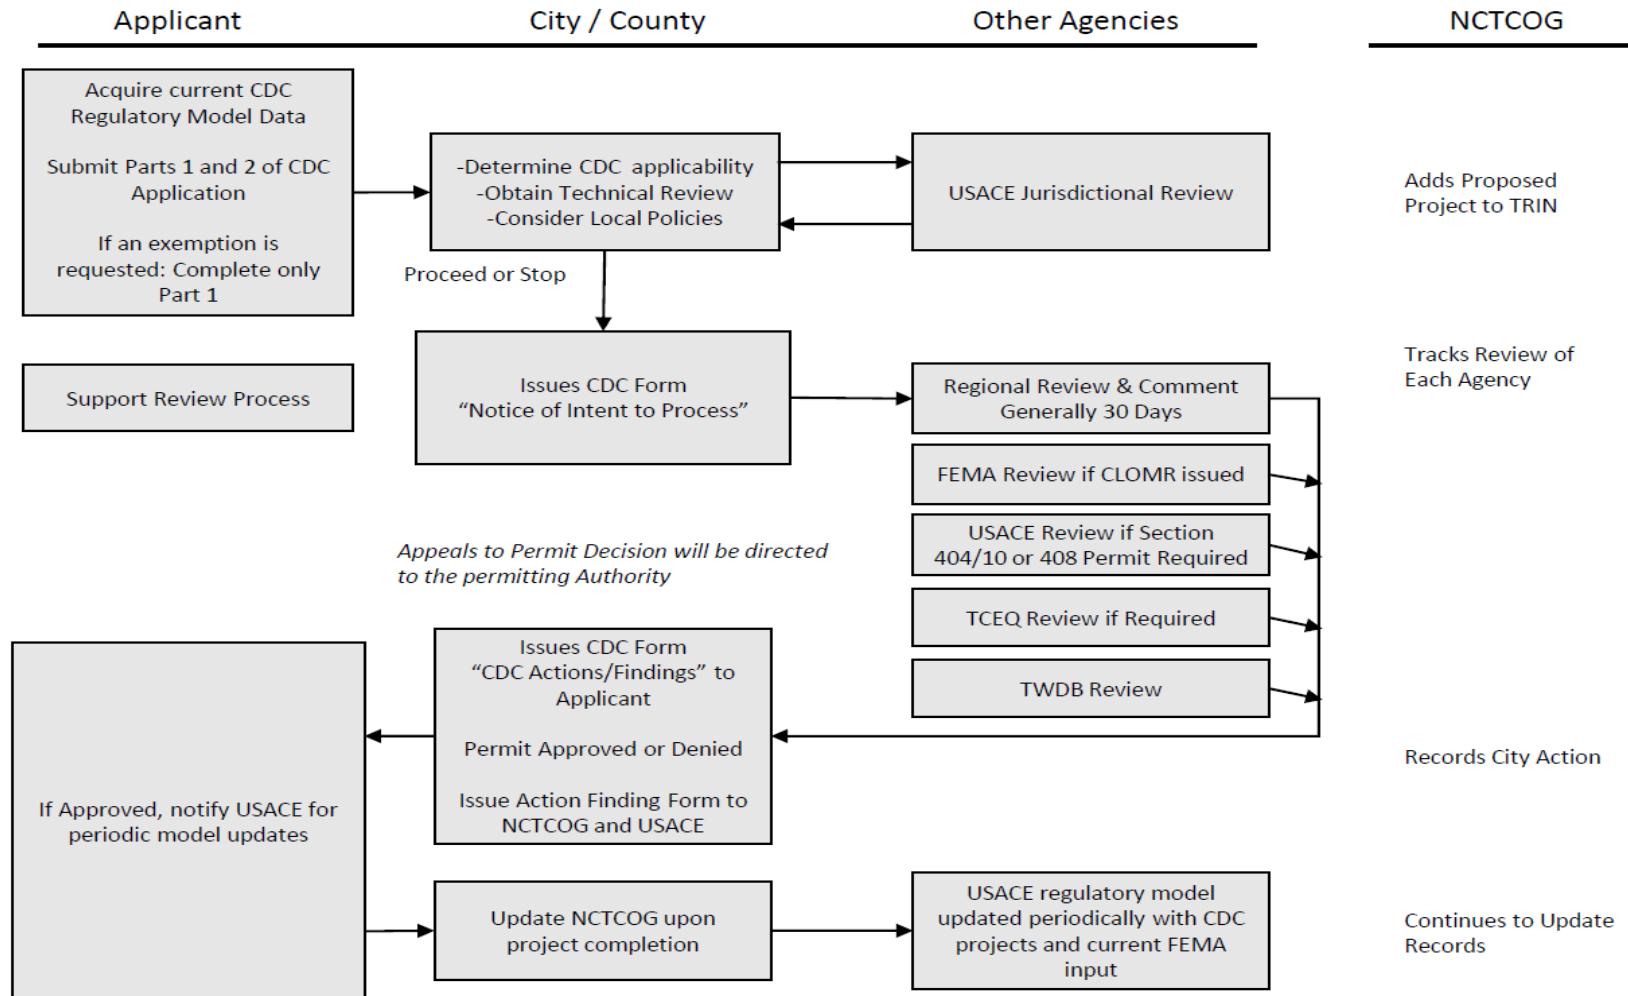 Applicant
City / County
Other Agencies
NCTCOG
Acquire current CDC
Regulatory Model Data
Submit Parts 1 and 2 of CDC
Application
If an exemption is
requested: Complete only
Part 1
-Determine CDC applicability
-Obtain Technical Review
-Consider Local Policies
USACE Jurisdictional Review
Adds Proposed
Project to TRIN
Proceed or Stop
Support Review Process
Issues CDC Form
“Notice of Intent to Process”
Regional Review & Comment
Generally 30 Days
Tracks Review of
Each Agency
FEMA Review if CLOMR issued
USACE Review if Section
404/10 or 408 Permit Required
TCEQ Review if Required
TWDB Review
Appeals to Permit Decision will be directed
to the permitting Authority
Issues CDC Form
“CDC Actions/Findings” to
Applicant
Permit Approved or Denied
Issue Action Finding Form to
NCTCOG and USACE
Records City Action
If Approved, notify USACE for
periodic model updates
Update NCTCOG upon
project completion
USACE regulatory model
updated periodically with CDC
projects and current FEMA
input
Continues to Update
Records